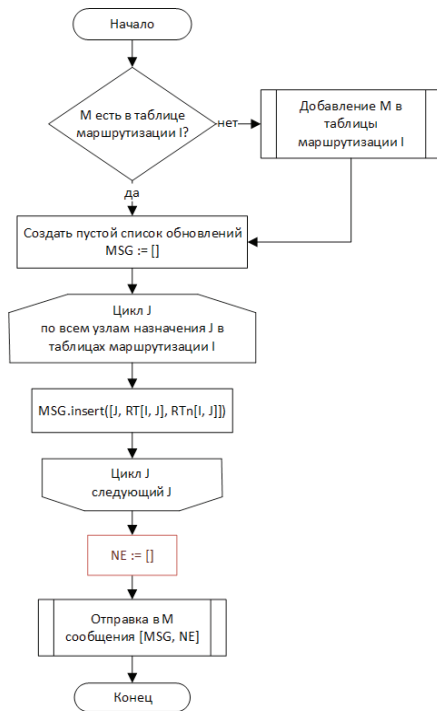 Начало
М есть в таблице
маршрутизации I?
нет
Добавление М в
таблицы
маршрутизации I
да
Создать пустой список обновлений
MSG := []
Цикл J
по всем узлам назначения J в
таблицах маршрутизации I
MSG.insert([J, RT[I, J], RTn[I, J]])
Цикл J
следующий J
NE := []
Отправка в М
сообщения [MSG, NE]
Конец